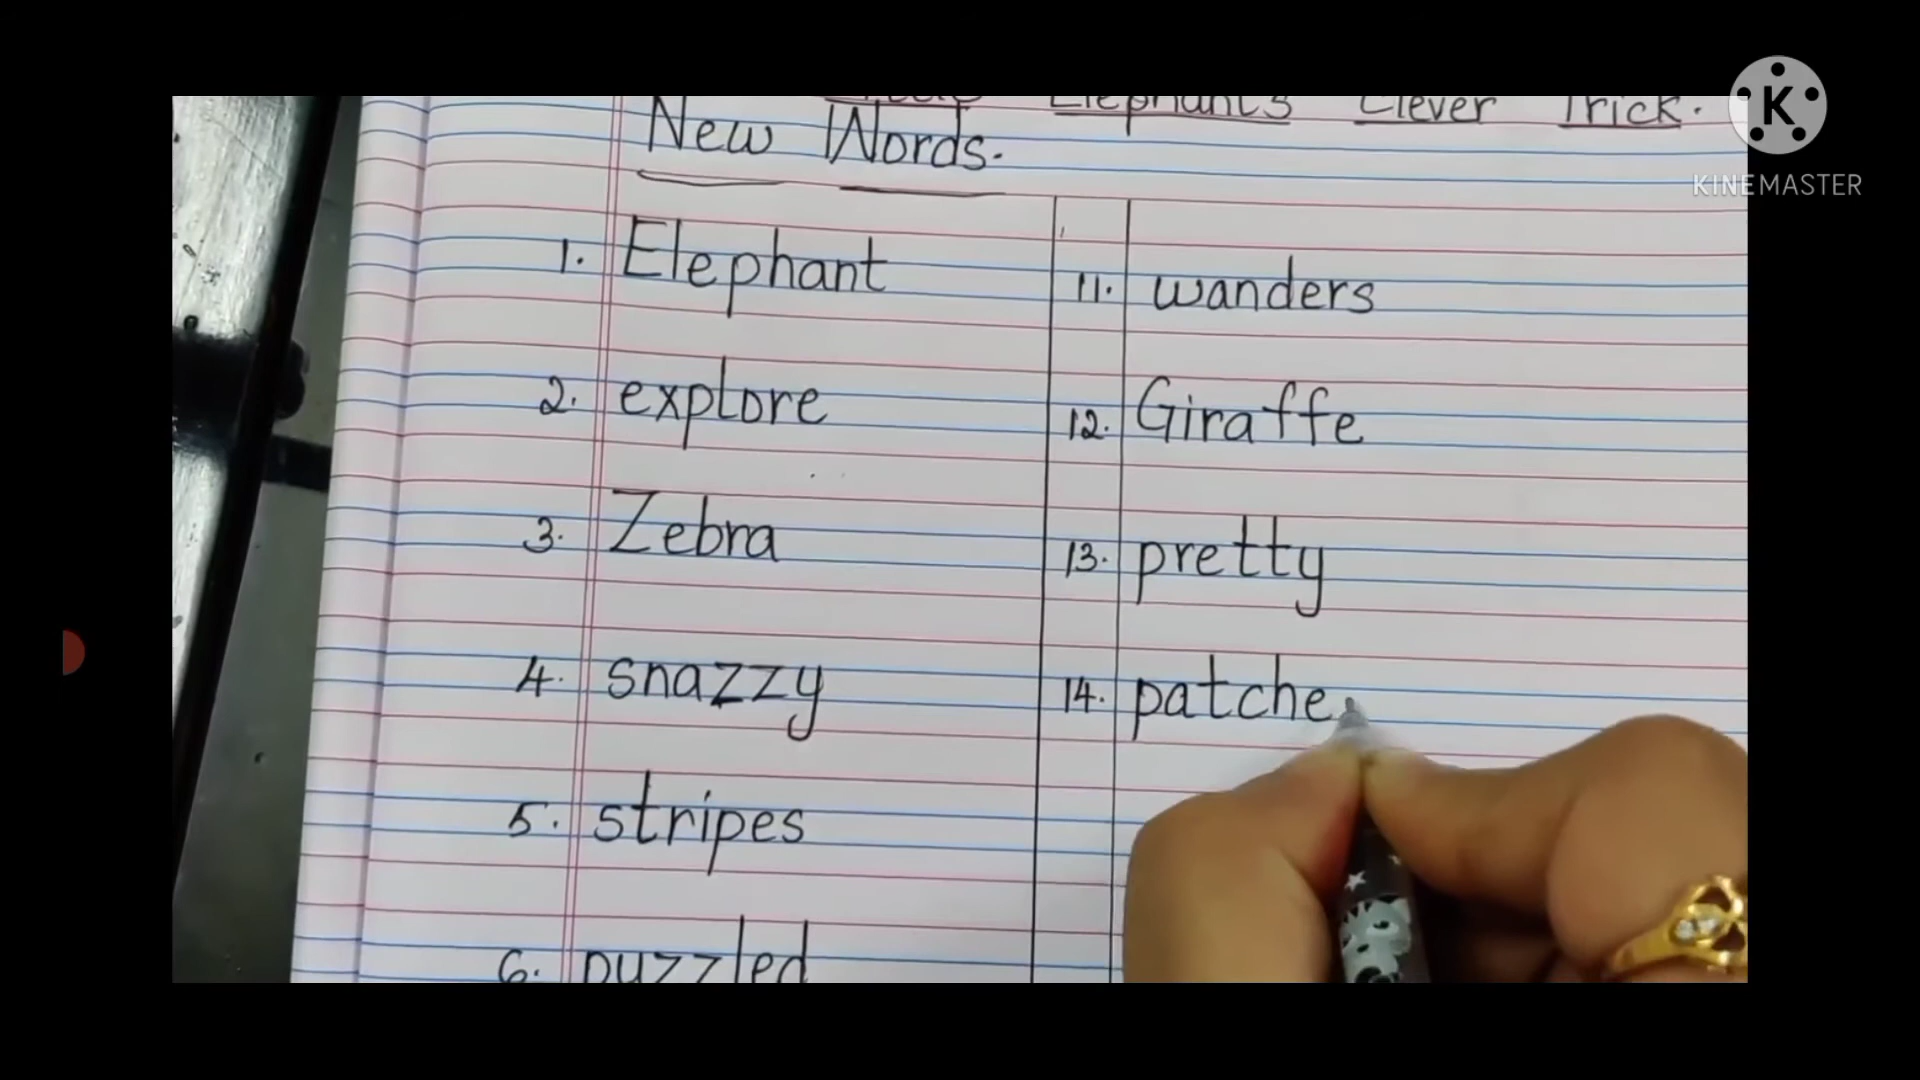 Elephants Clever Trick.
New Words.
1. Elephant
2. explore
3. Zebra
4. snazzy
5. stripes
6. puzzled
11. wanders
12. Giraffe
13. pretty
14. patche
KINEMASTER